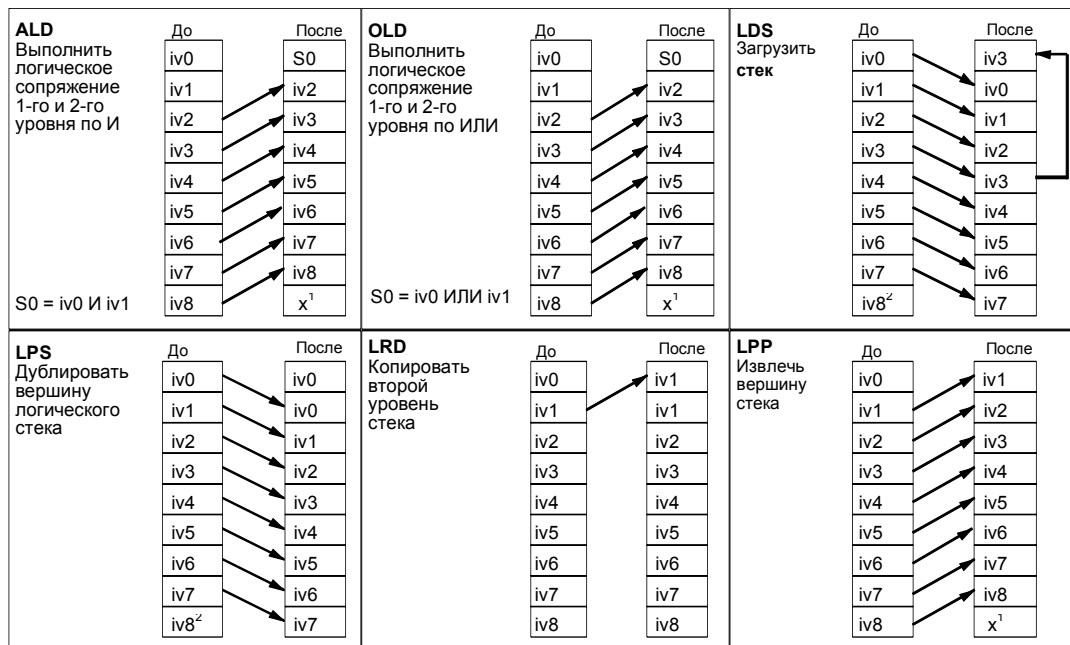 ALD
Выполнить
логическое
сопряжение
1-го и 2-го
уровня по И
S0 = iv0 И iv1
До
iv0
iv1
iv2
iv3
iv4
iv5
iv6
iv7
iv8
После
S0
iv2
iv3
iv4
iv5
iv6
iv7
iv8
x¹
OLD
Выполнить
логическое
сопряжение
1-го и 2-го
уровня по ИЛИ
S0 = iv0 ИЛИ iv1
До
iv0
iv1
iv2
iv3
iv4
iv5
iv6
iv7
iv8
После
S0
iv2
iv3
iv4
iv5
iv6
iv7
iv8
x¹
LDS
Загрузить
стек
До
iv0
iv1
iv2
iv3
iv4
iv5
iv6
iv7
iv8²
После
iv3
iv0
iv1
iv2
iv3
iv4
iv5
iv6
iv7
LPS
Дублировать
вершину
логического
стека
До
iv0
iv1
iv2
iv3
iv4
iv5
iv6
iv7
iv8²
После
iv0
iv0
iv1
iv2
iv3
iv4
iv5
iv6
iv7
LRD
Копировать
второй
уровень
стека
До
iv0
iv1
iv2
iv3
iv4
iv5
iv6
iv7
iv8
После
iv1
iv1
iv2
iv3
iv4
iv5
iv6
iv7
iv8
LPP
Извлечь
вершину
стека
До
iv0
iv1
iv2
iv3
iv4
iv5
iv6
iv7
iv8
После
iv1
iv2
iv3
iv4
iv5
iv6
iv7
iv8
x¹